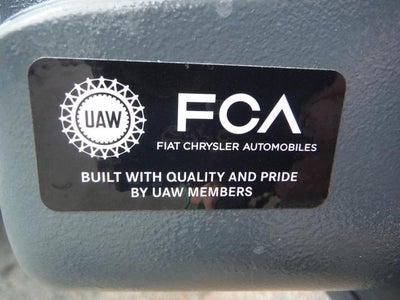 UAW
FCA
FIAT CHRYSLER AUTOMOBILES
BUILT WITH QUALITY AND PRIDE
BY UAW MEMBERS